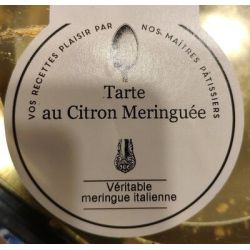 VOS RECETTES PLAISIR PAR NOS MAÎTRES PÂTISSIERS
Tarte
au Citron Meringuée
Véritable
meringue italienne